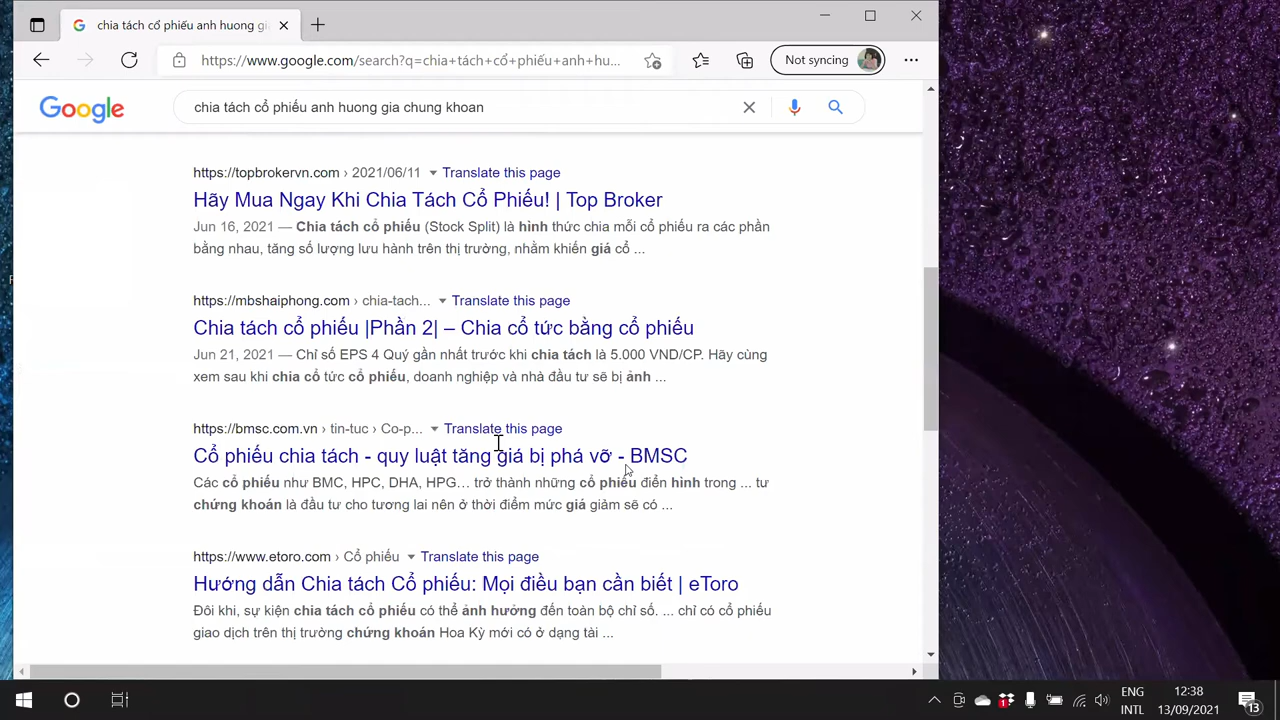 chia tách cổ phiếu anh huong gi
https://www.google.com/search?q=chia+tách+cổ+phiếu+anh+hu...
Not syncing
Google
chia tách cổ phiếu anh huong gia chung khoan
https://topbrokervn.com › 2021/06/11 Translate this page
Hãy Mua Ngay Khi Chia Tách Cổ Phiếu! | Top Broker
Jun 16, 2021 — Chia tách cổ phiếu (Stock Split) là hình thức chia mỗi cổ phiếu ra các phần
bằng nhau, tăng số lượng lưu hành trên thị trường, nhằm khiến giá cổ ...
https://mbshaiphong.com › chia-tach... Translate this page
Chia tách cổ phiếu |Phần 2| – Chia cổ tức bằng cổ phiếu
Jun 21, 2021 — Chỉ số EPS 4 Quý gần nhất trước khi chia tách là 5.000 VND/CP. Hãy cùng
xem sau khi chia cổ tức cổ phiếu, doanh nghiệp và nhà đầu tư sẽ bị ảnh ...
https://bmsc.com.vn › tin-tuc › Co-p... Translate this page
Cổ phiếu chia tách - quy luật tăng giá bị phá vỡ - BMSC
Các cổ phiếu như BMC, HPC, DHA, HPG… trở thành những cổ phiếu điển hình trong ... tư
chứng khoán là đầu tư cho tương lai nên ở thời điểm mức giá giảm sẽ có ...
https://www.etoro.com › Cổ phiếu Translate this page
Hướng dẫn Chia tách Cổ phiếu: Mọi điều bạn cần biết | eToro
Đôi khi, sự kiện chia tách cổ phiếu có thể ảnh hưởng đến toàn bộ chỉ số. ... chỉ có cổ phiếu
giao dịch trên thị trường chứng khoán Hoa Kỳ mới có ở dạng tài ...
ENG
INTL
12:38
13/09/2021
13